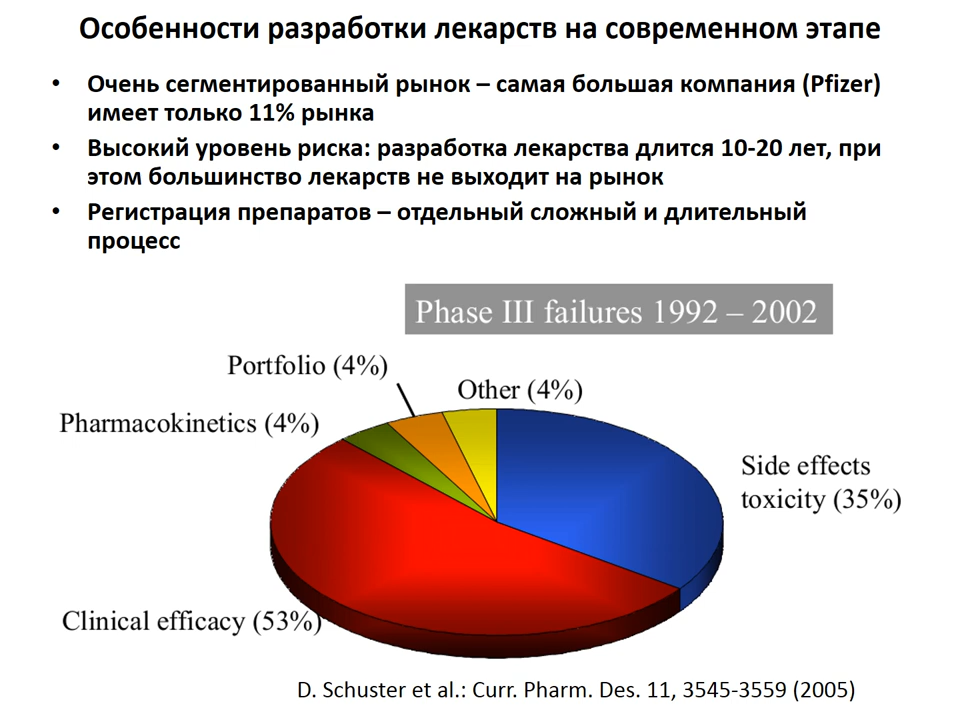 Особенности разработки лекарств на современном этапе
• Очень сегментированный рынок – самая большая компания (Pfizer)
имеет только 11% рынка
• Высокий уровень риска: разработка лекарства длится 10-20 лет, при
этом большинство лекарств не выходит на рынок
• Регистрация препаратов – отдельный сложный и длительный
процесс
Phase III failures 1992 – 2002
Portfolio (4%)
Other (4%)
Pharmacokinetics (4%)
Side effects
toxicity (35%)
Clinical efficacy (53%)
D. Schuster et al.: Curr. Pharm. Des. 11, 3545-3559 (2005)